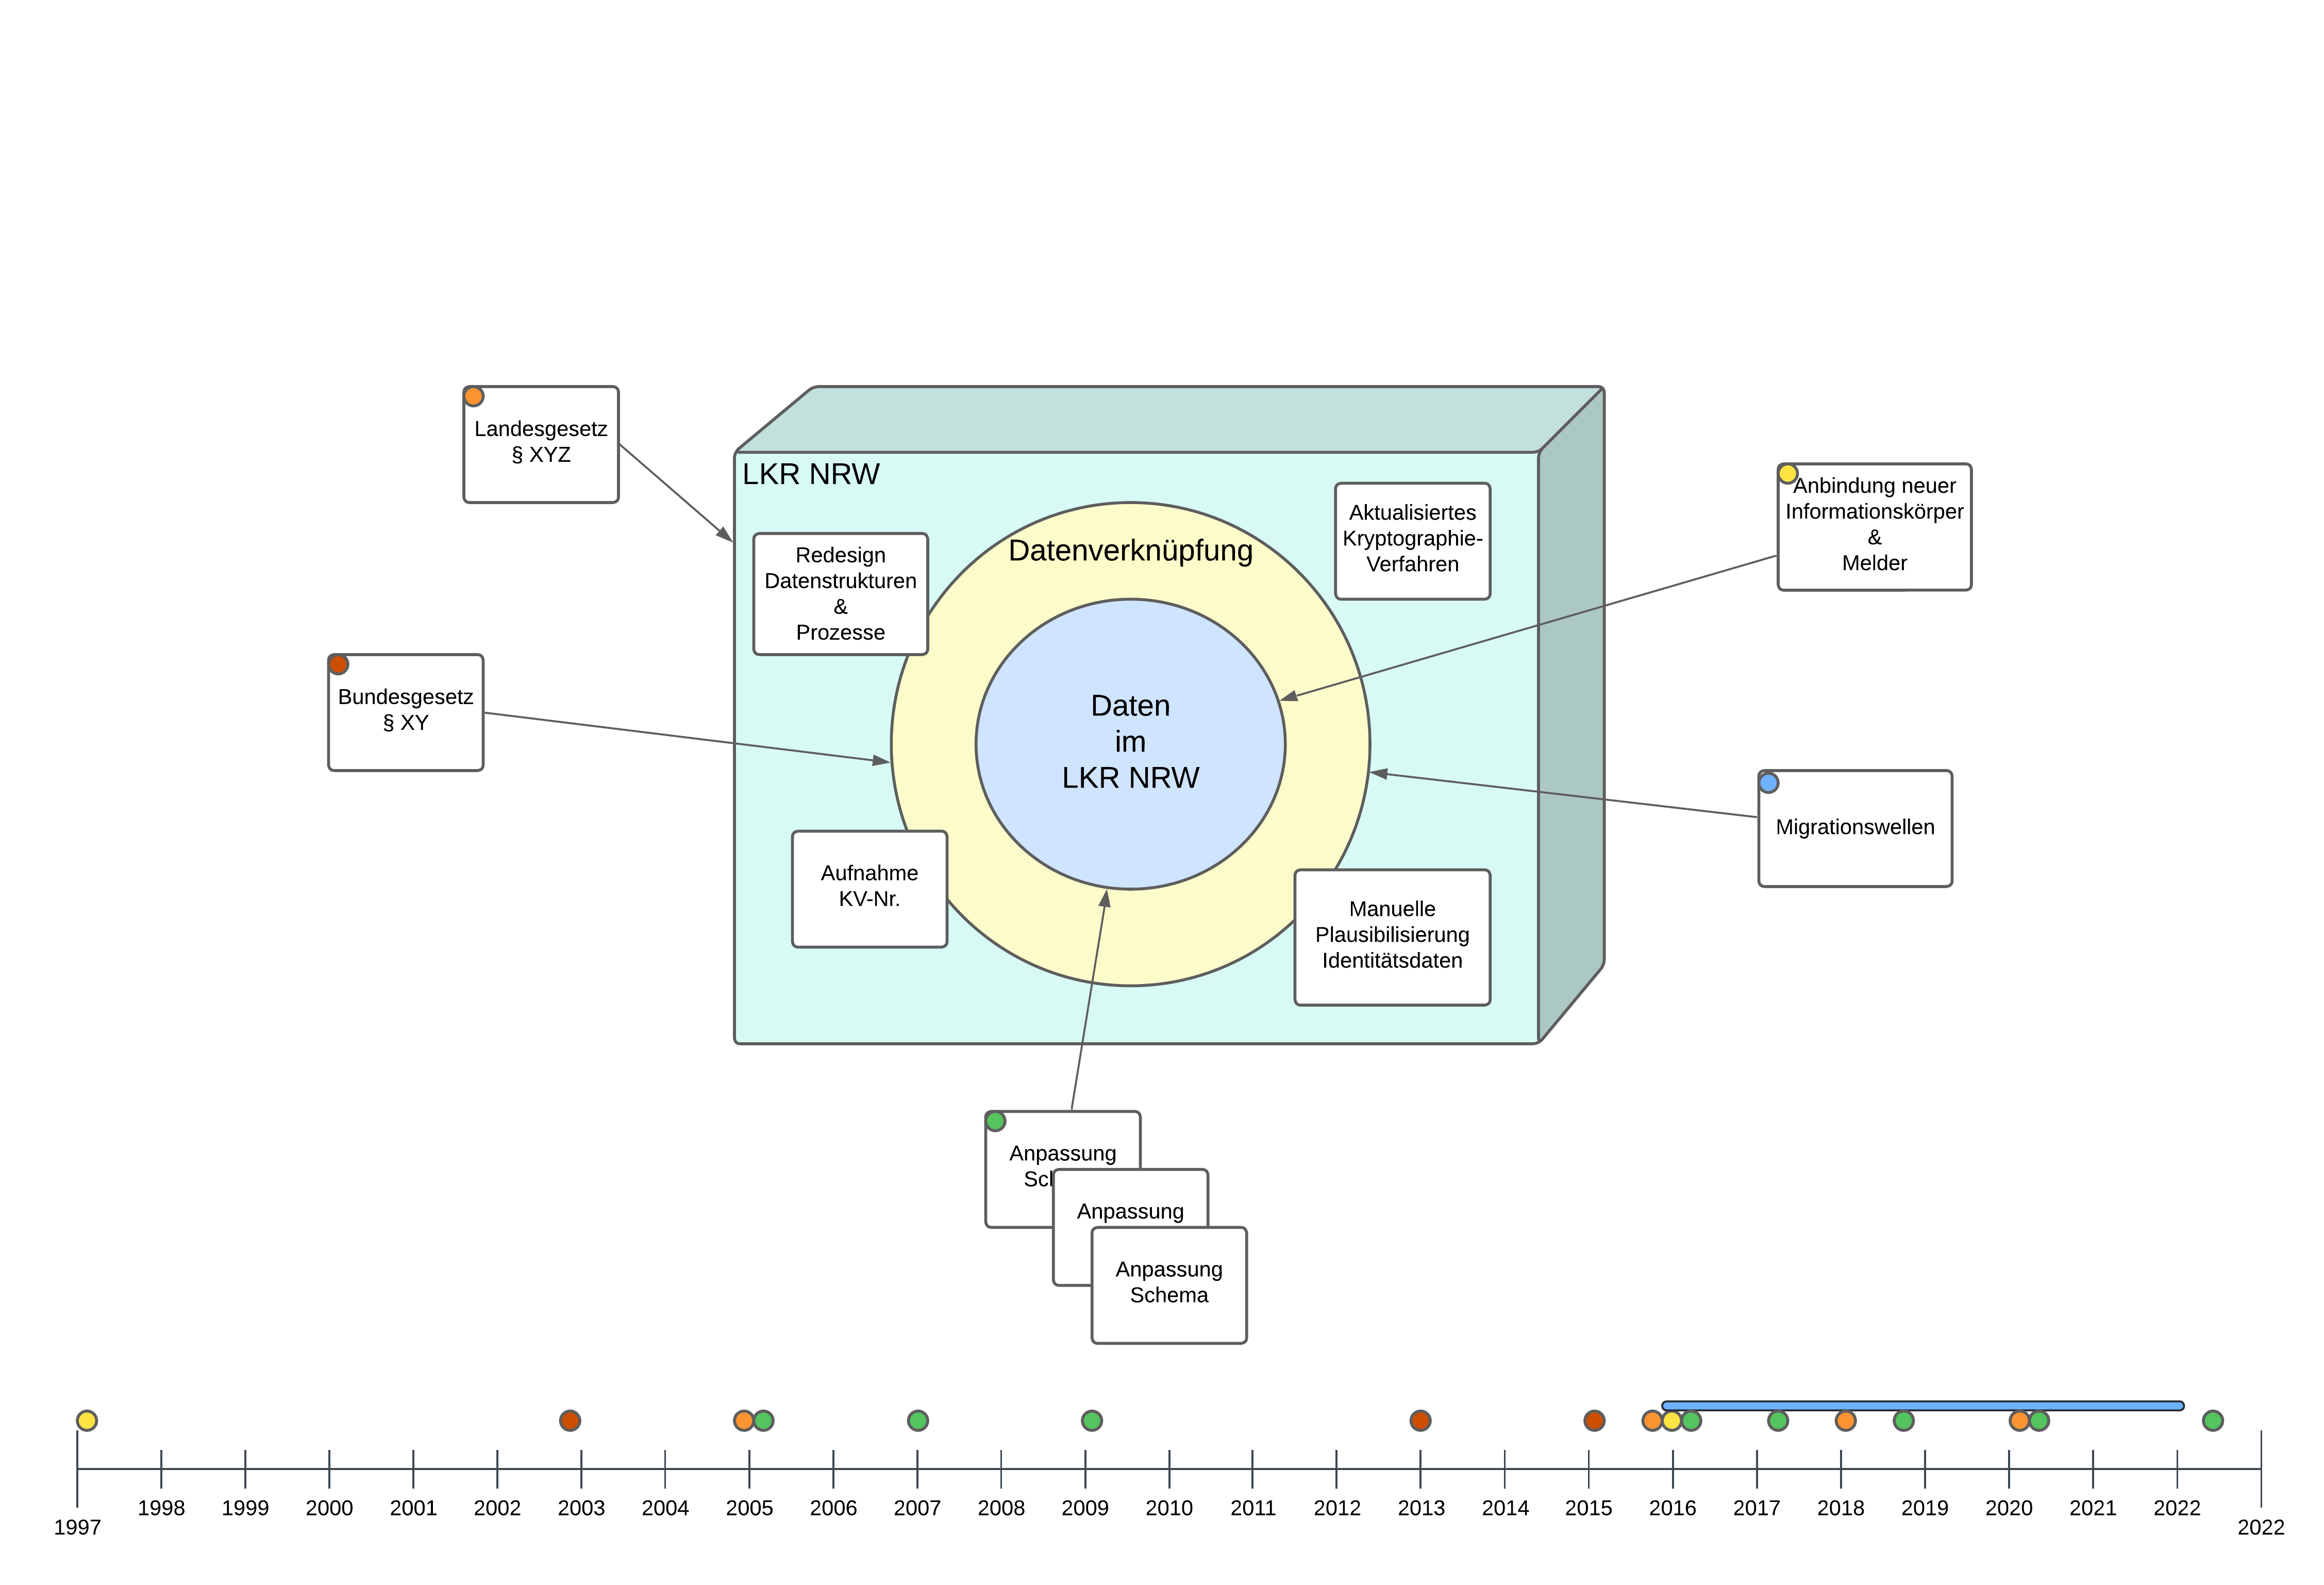 Landesgesetz
§ XYZ
LKR NRW
Redesign
Datenstrukturen
&
Prozesse
Datenverknüpfung
Aktualisiertes
Kryptographie-
Verfahren
Anbindung neuer
Informationskörper
&
Melder
Bundesgesetz
§ XY
Daten
im
LKR NRW
Migrationswellen
Aufnahme
KV-Nr.
Manuelle
Plausibilisierung
Identitätsdaten
Anpassung
Anpassung
Anpassung
Schema
1997
1998
1999
2000
2001
2002
2003
2004
2005
2006
2007
2008
2009
2010
2011
2012
2013
2014
2015
2016
2017
2018
2019
2020
2021
2022
2022